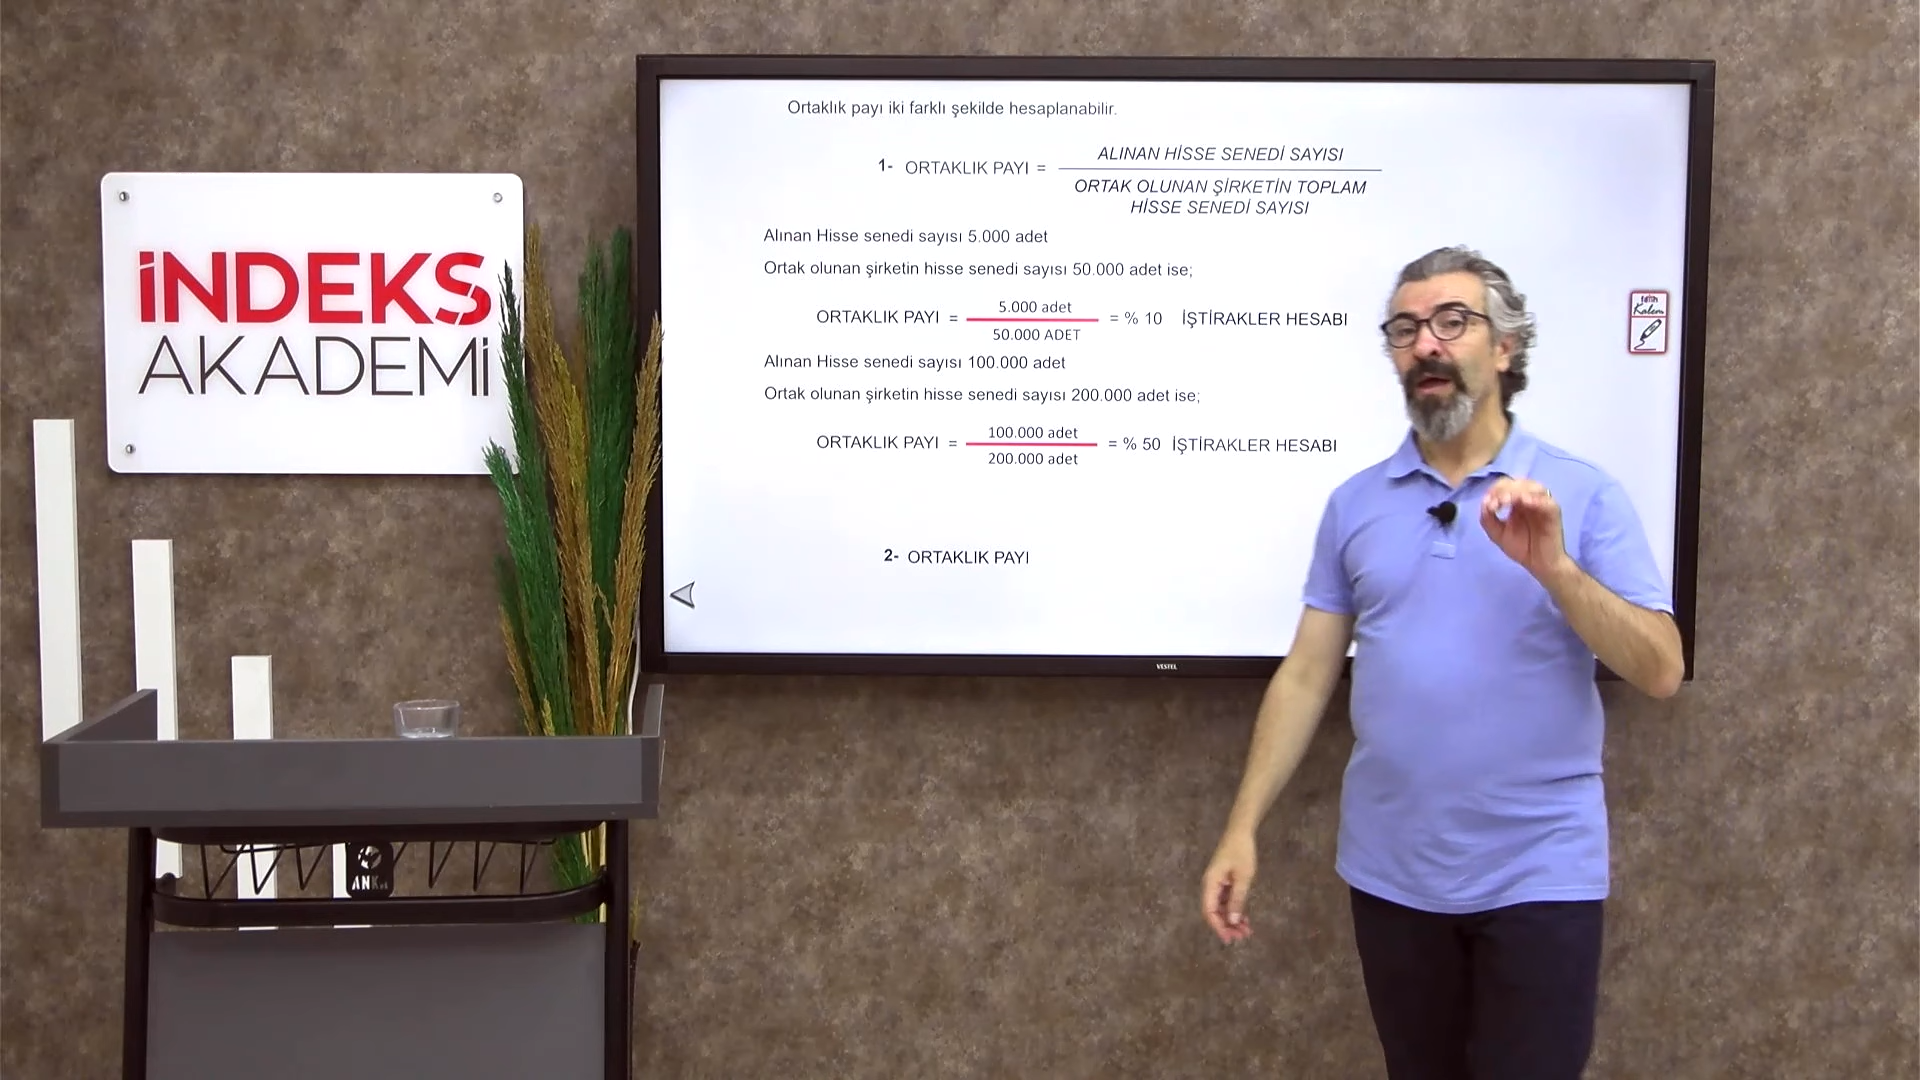 İNDEKS
AKADEMİ
Ortaklık payı iki farklı şekilde hesaplanabilir.
1- ORTAKLIK PAYI = ALINAN HİSSE SENEDİ SAYISI
ORTAK OLUNAN ŞİRKETİN TOPLAM
HİSSE SENEDİ SAYISI
Alınan Hisse senedi sayısı 5.000 adet
Ortak olunan şirketin hisse senedi sayısı 50.000 adet ise;
ORTAKLIK PAYI = 5.000 adet
50.000 ADET
= % 10 İŞTİRAKLER HESABI
Alınan Hisse senedi sayısı 100.000 adet
Ortak olunan şirketin hisse senedi sayısı 200.000 adet ise;
ORTAKLIK PAYI = 100.000 adet
200.000 adet
= % 50 İŞTİRAKLER HESABI
2- ORTAKLIK PAYI
fatih
Kalem
VESTEL
ANKA